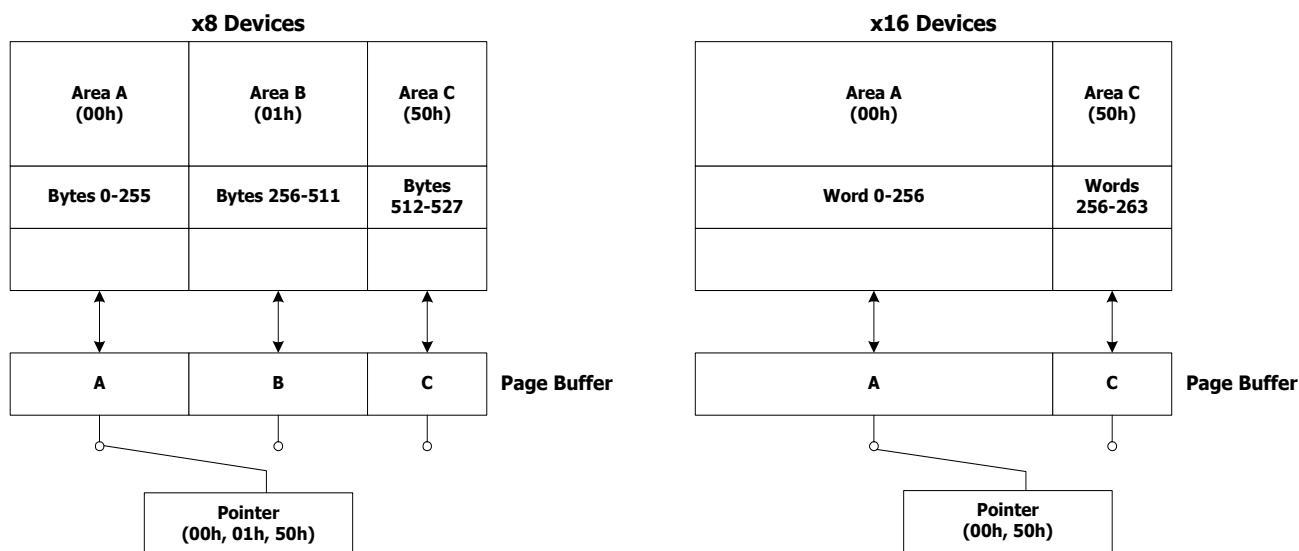 x8 Devices
Area A
(00h)
Area B
(01h)
Area C
(50h)
Bytes 0-255
Bytes 256-511
Bytes
512-527
A
B
C
Page Buffer
Pointer
(00h, 01h, 50h)
x16 Devices
Area A
(00h)
Area C
(50h)
Word 0-256
Words
256-263
A
C
Page Buffer
Pointer
(00h, 50h)